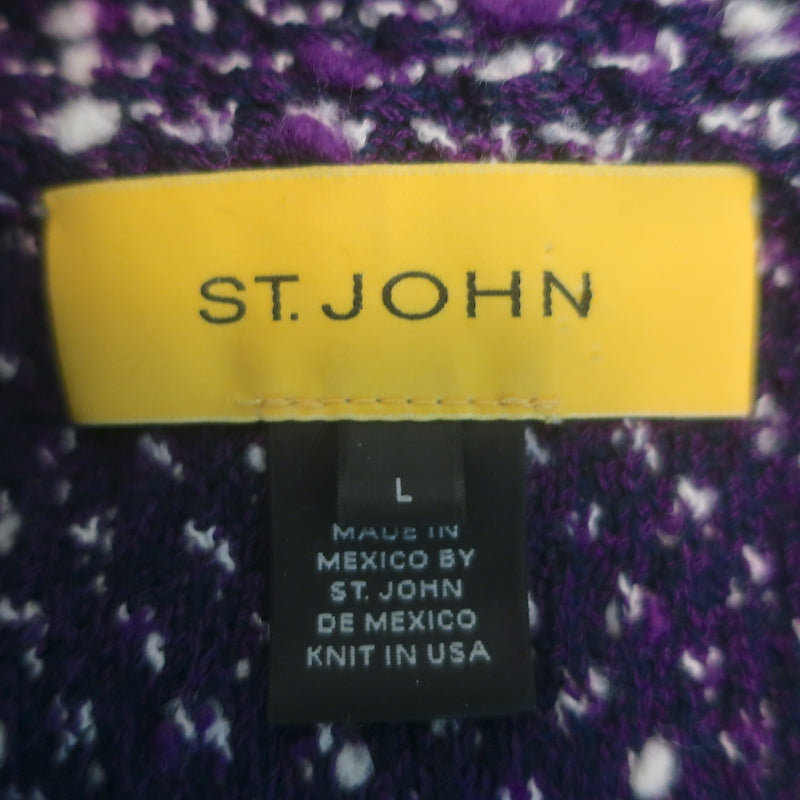 ST. JOHN
L
MADE IN
MEXICO BY
ST. JOHN
DE MEXICO
KNIT IN USA